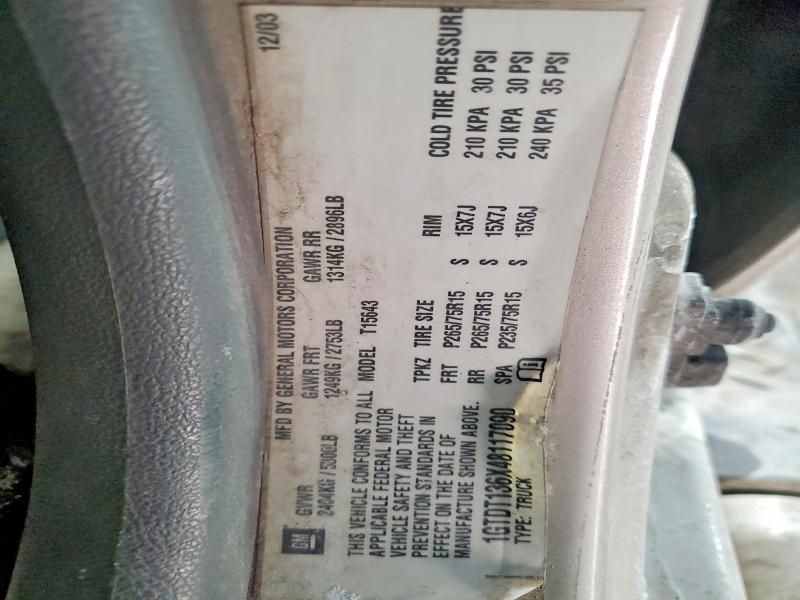 GM
MFD BY GENERAL MOTORS CORPORATION 12/03
GVWR GAWR FRT GAWR RR
2404KG / 5300LB 1249KG / 2753LB 1314KG / 2896LB
THIS VEHICLE CONFORMS TO ALL
APPLICABLE FEDERAL MOTOR
VEHICLE SAFETY AND THEFT
PREVENTION STANDARDS IN
EFFECT ON THE DATE OF
MANUFACTURE SHOWN ABOVE.
1GTDT136X48117090
TYPE: TRUCK
MODEL T15643
TPKZ TIRE SIZE RIM COLD TIRE PRESSURE
FRT P265/75R15 S 15X7J 210 KPA 30 PSI
RR P265/75R15 S 15X7J 210 KPA 30 PSI
SPA P235/75R15 S 15X6J 240 KPA 35 PSI